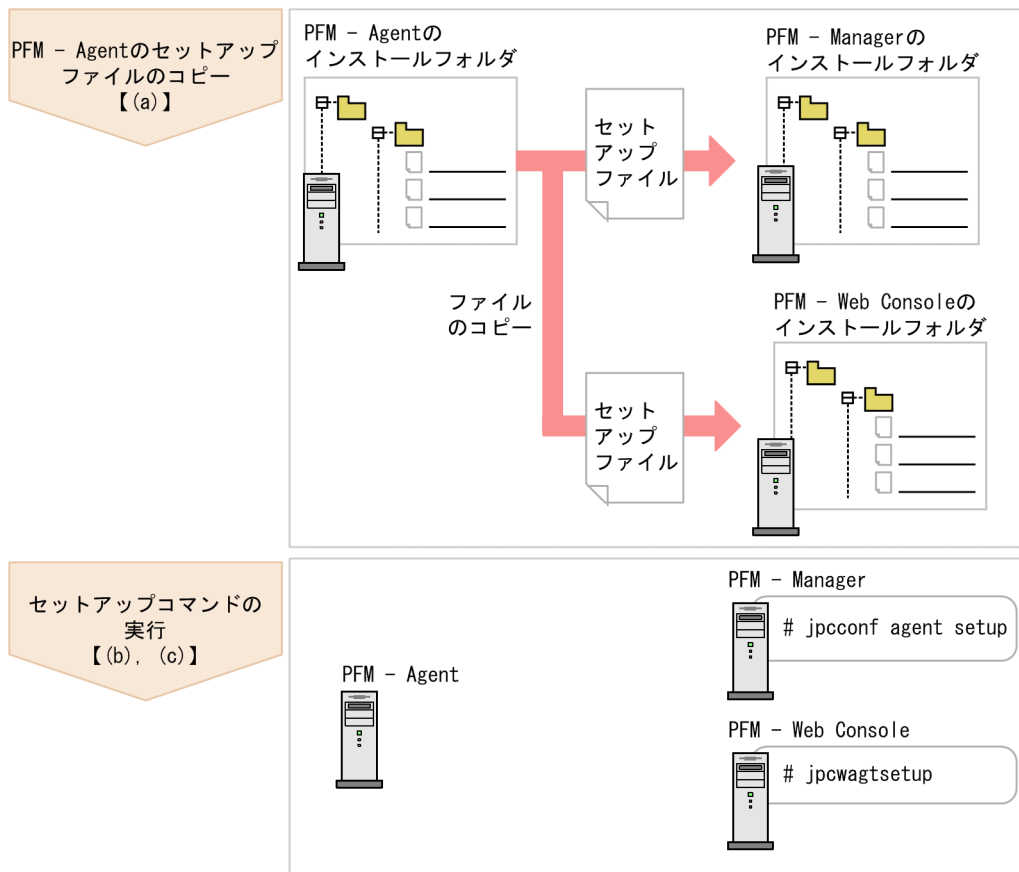 PFM - Agentのセットアップ
ファイルのコピー
【(a)】
PFM - Agentの
インストールフォルダ
PFM - Managerの
インストールフォルダ
セット
アップ
ファイル
ファイル
のコピー
PFM - Web Consoleの
インストールフォルダ
セット
アップ
ファイル
セットアップコマンドの
実行
【(b), (c)】
PFM - Agent
PFM - Manager
# jpcconf agent setup
PFM - Web Console
# jpcwagtsetup